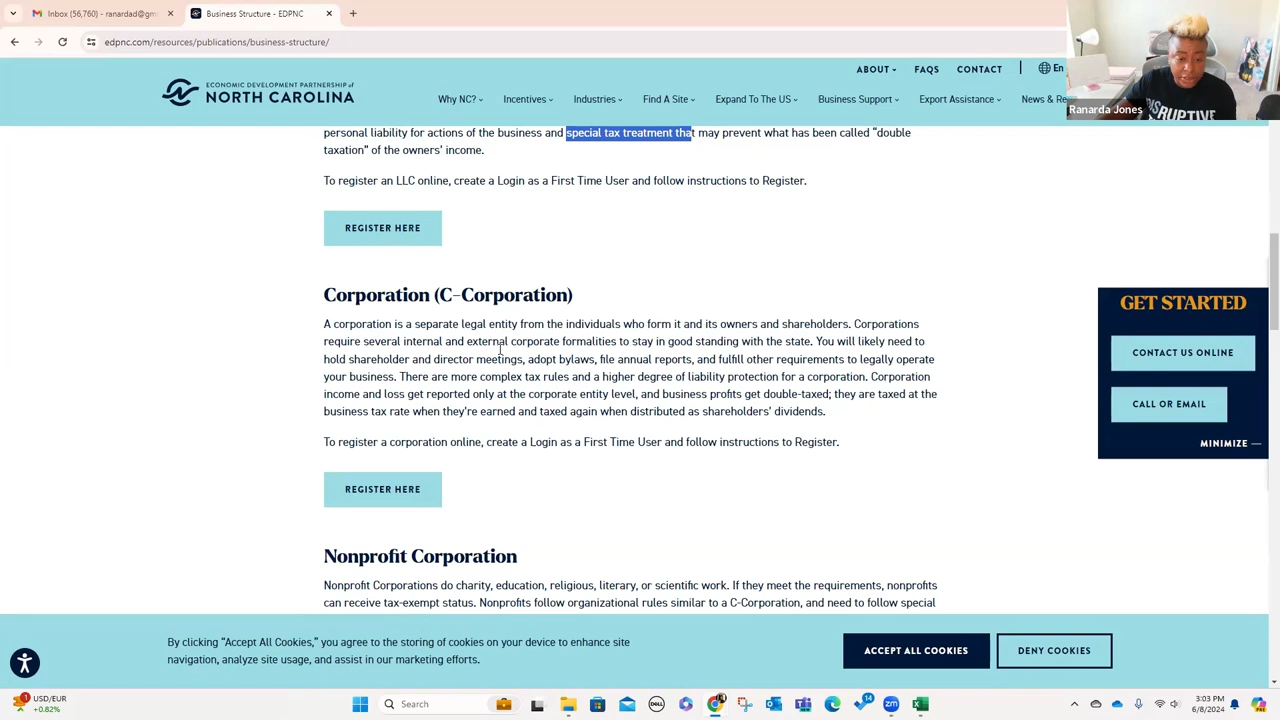 Inbox (56,760) - ranardad@gm
Business Structure - EDPNC
edpnc.com/resources/publications/business-structure/
ECONOMIC DEVELOPMENT PARTNERSHIP of
NORTH CAROLINA
ABOUT
FAQS
CONTACT
En
Why NC?
Incentives
Industries
Find A Site
Expand To The US
Business Support
Export Assistance
News & Re
Ranarda Jones
personal liability for actions of the business and special tax treatment that may prevent what has been called “double
taxation” of the owners’ income.
To register an LLC online, create a Login as a First Time User and follow instructions to Register.
REGISTER HERE
Corporation (C-Corporation)
A corporation is a separate legal entity from the individuals who form it and its owners and shareholders. Corporations
require several internal and external corporate formalities to stay in good standing with the state. You will likely need to
hold shareholder and director meetings, adopt bylaws, file annual reports, and fulfill other requirements to legally operate
your business. There are more complex tax rules and a higher degree of liability protection for a corporation. Corporation
income and loss get reported only at the corporate entity level, and business profits get double-taxed; they are taxed at the
business tax rate when they’re earned and taxed again when distributed as shareholders’ dividends.
To register a corporation online, create a Login as a First Time User and follow instructions to Register.
REGISTER HERE
Nonprofit Corporation
Nonprofit Corporations do charity, education, religious, literary, or scientific work. If they meet the requirements, nonprofits
can receive tax-exempt status. Nonprofits follow organizational rules similar to a C-Corporation, and need to follow special
GET STARTED
CONTACT US ONLINE
CALL OR EMAIL
MINIMIZE —
By clicking “Accept All Cookies,” you agree to the storing of cookies on your device to enhance site
navigation, analyze site usage, and assist in our marketing efforts.
ACCEPT ALL COOKIES
DENY COOKIES
1
USD/EUR
+0.82%
Search
DELL
14
zm
3:03 PM
6/8/2024